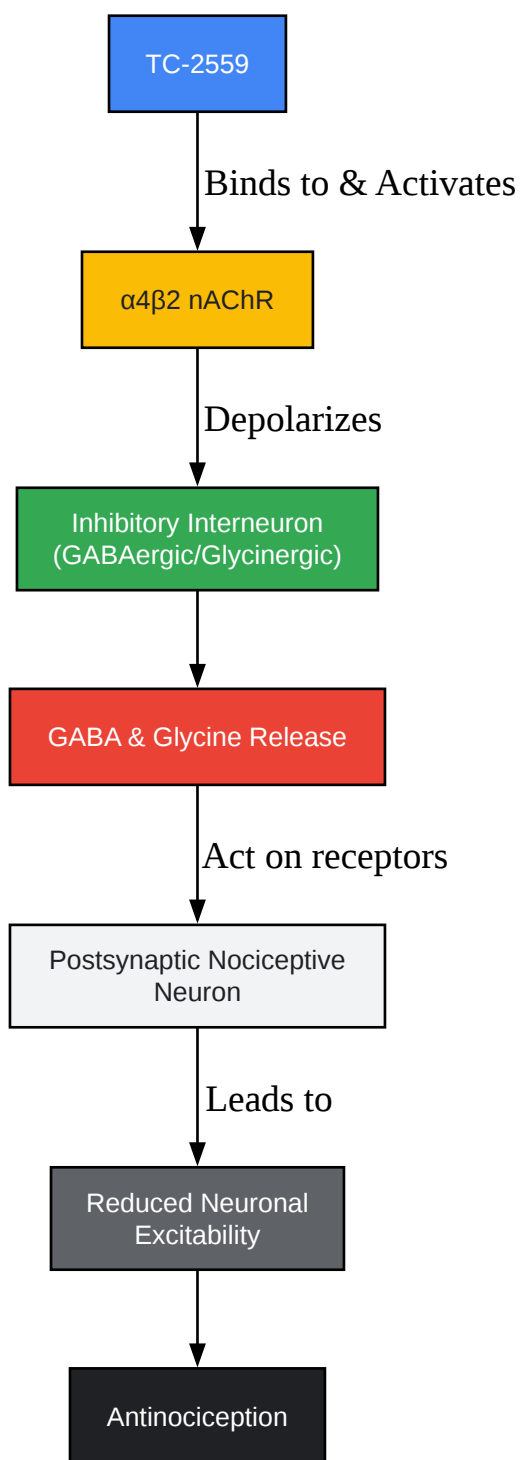 TC-2559
Binds to & Activates
α4β2 nAChR
Depolarizes
Inhibitory Interneuron
(GABAergic/Glycinergic)
GABA & Glycine Release
Act on receptors
Postsynaptic Nociceptive
Neuron
Leads to
Reduced Neuronal
Excitability
Antinociception